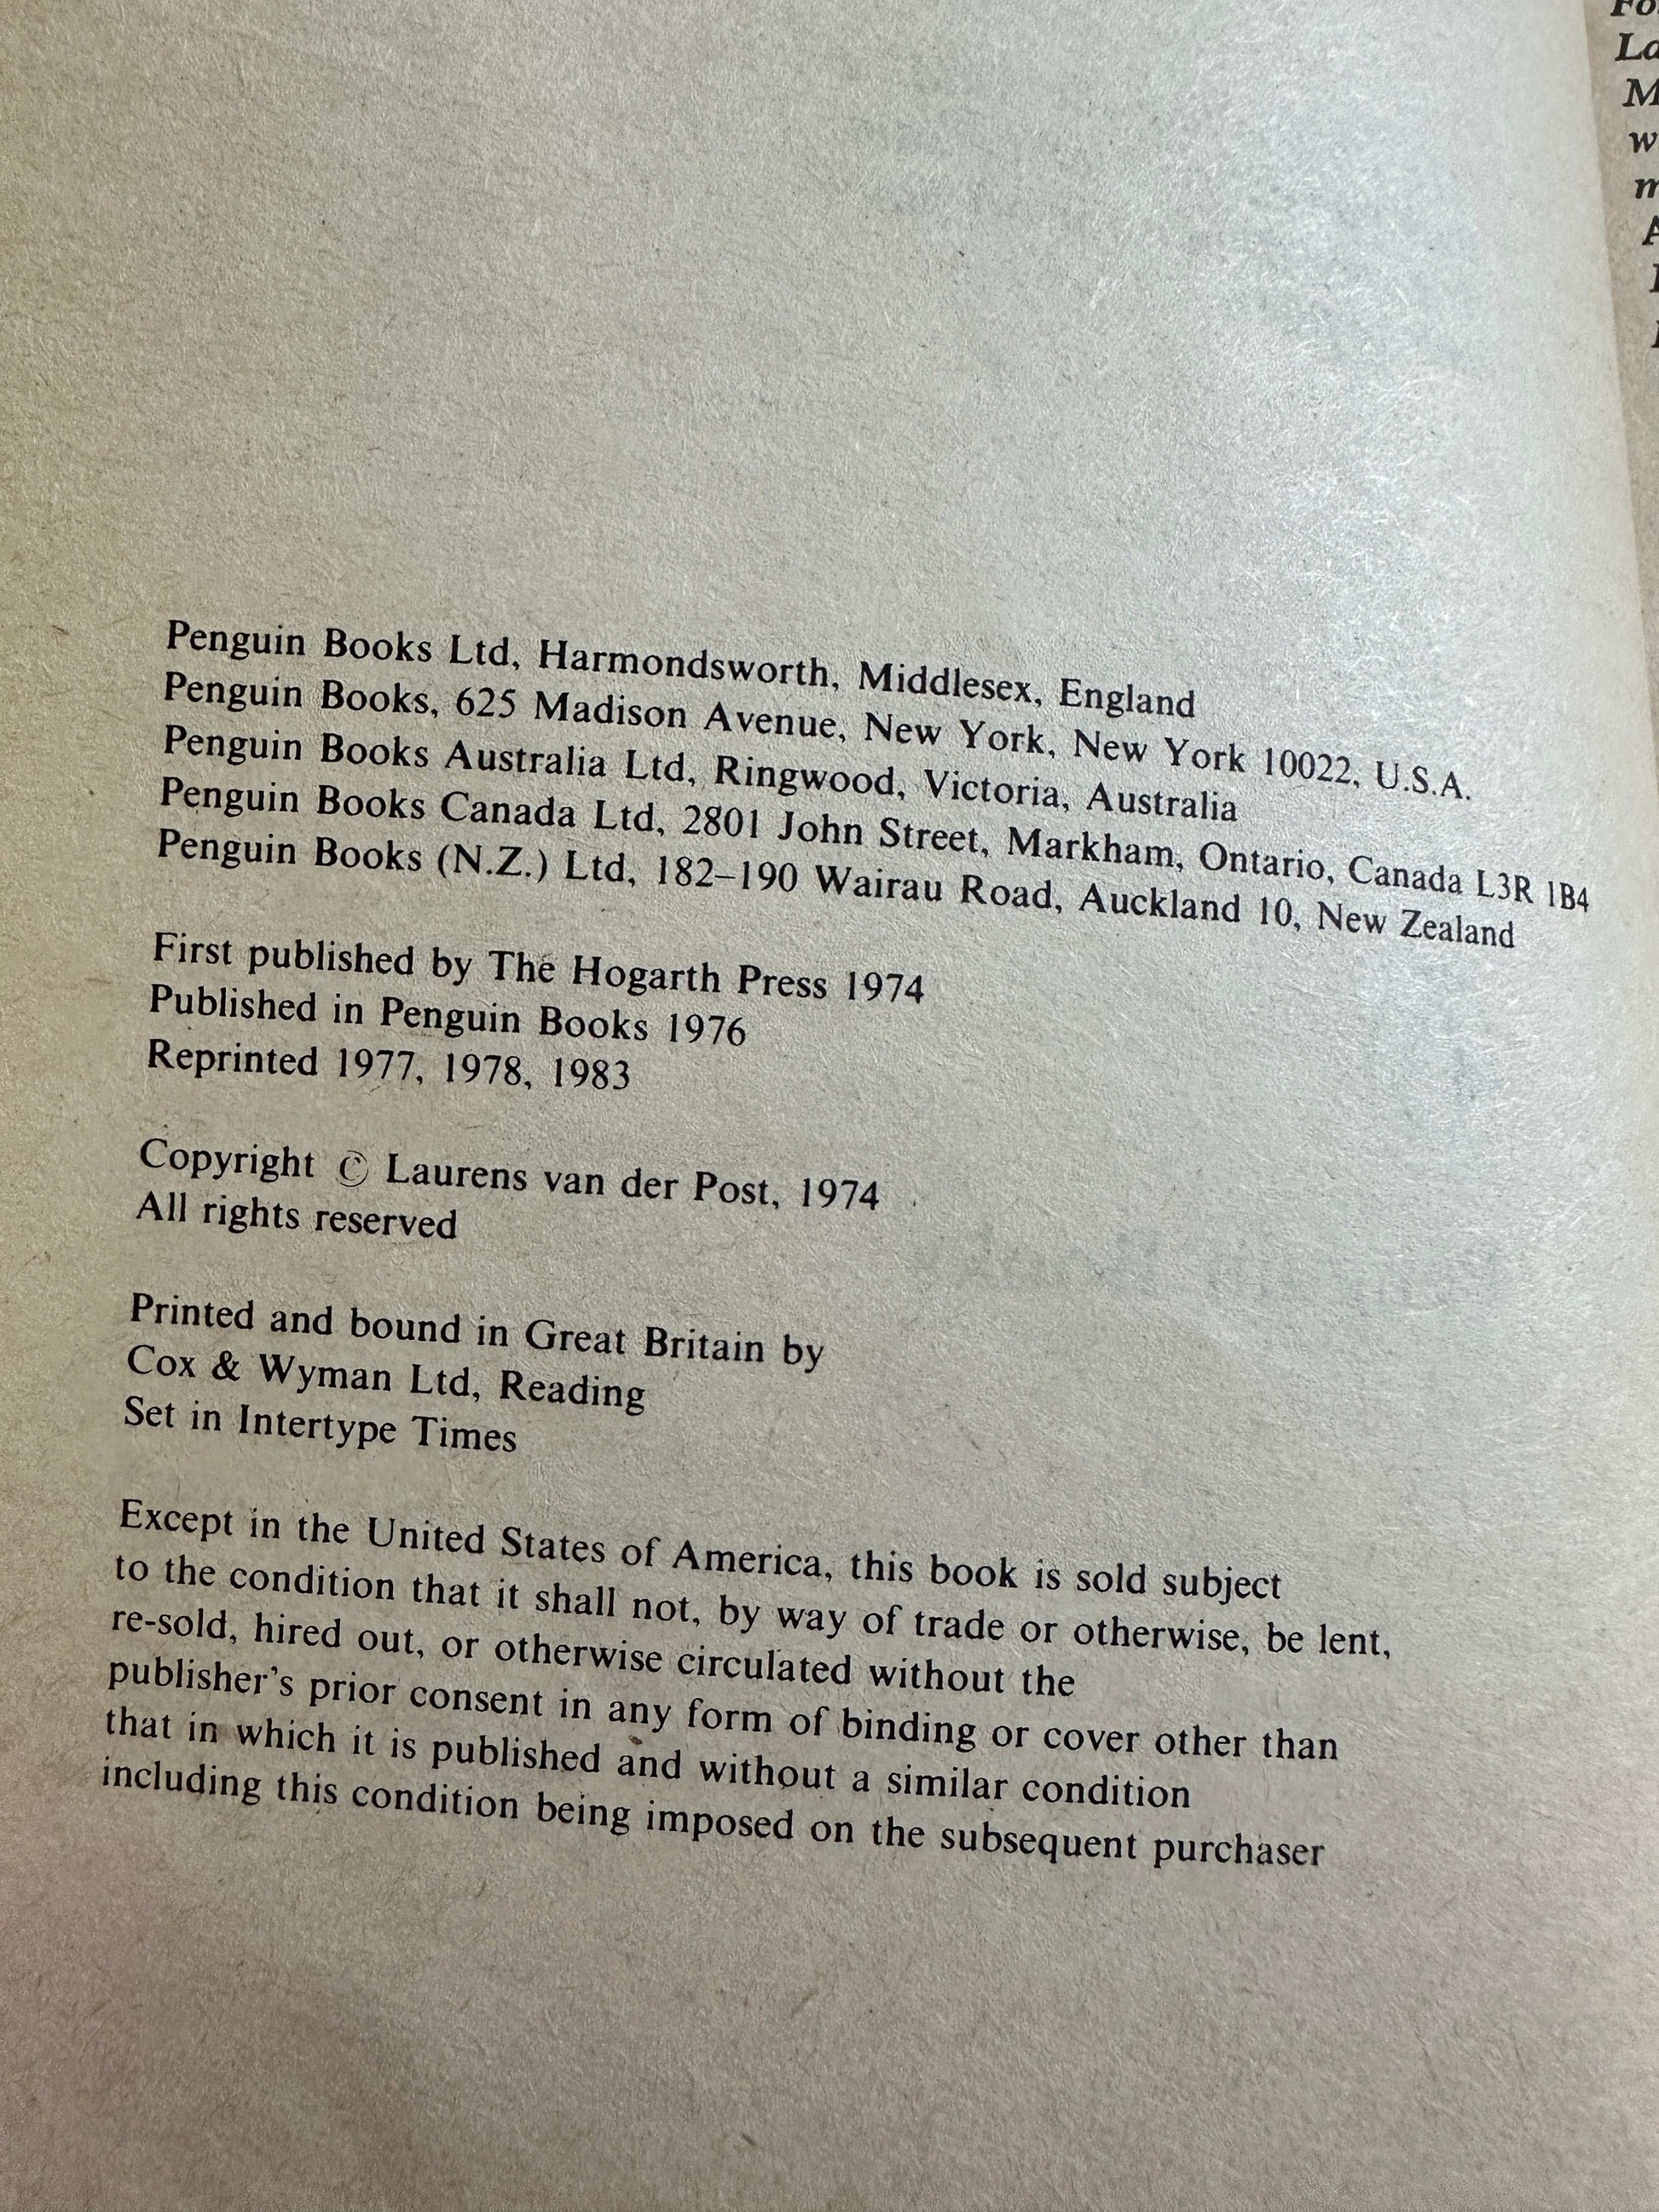 Penguin Books Ltd, Harmondsworth, Middlesex, England
Penguin Books, 625 Madison Avenue, New York, New York 10022, U.S.A.
Penguin Books Australia Ltd, Ringwood, Victoria, Australia
Penguin Books Canada Ltd, 2801 John Street, Markham, Ontario, Canada L3R 1B4
Penguin Books (N.Z.) Ltd, 182–190 Wairau Road, Auckland 10, New Zealand
First published by The Hogarth Press 1974
Published in Penguin Books 1976
Reprinted 1977, 1978, 1983
Copyright © Laurens van der Post, 1974
All rights reserved
Printed and bound in Great Britain by
Cox & Wyman Ltd, Reading
Set in Intertype Times
Except in the United States of America, this book is sold subject
to the condition that it shall not, by way of trade or otherwise, be lent,
re-sold, hired out, or otherwise circulated without the
publisher's prior consent in any form of binding or cover other than
that in which it is published and without a similar condition
including this condition being imposed on the subsequent purchaser